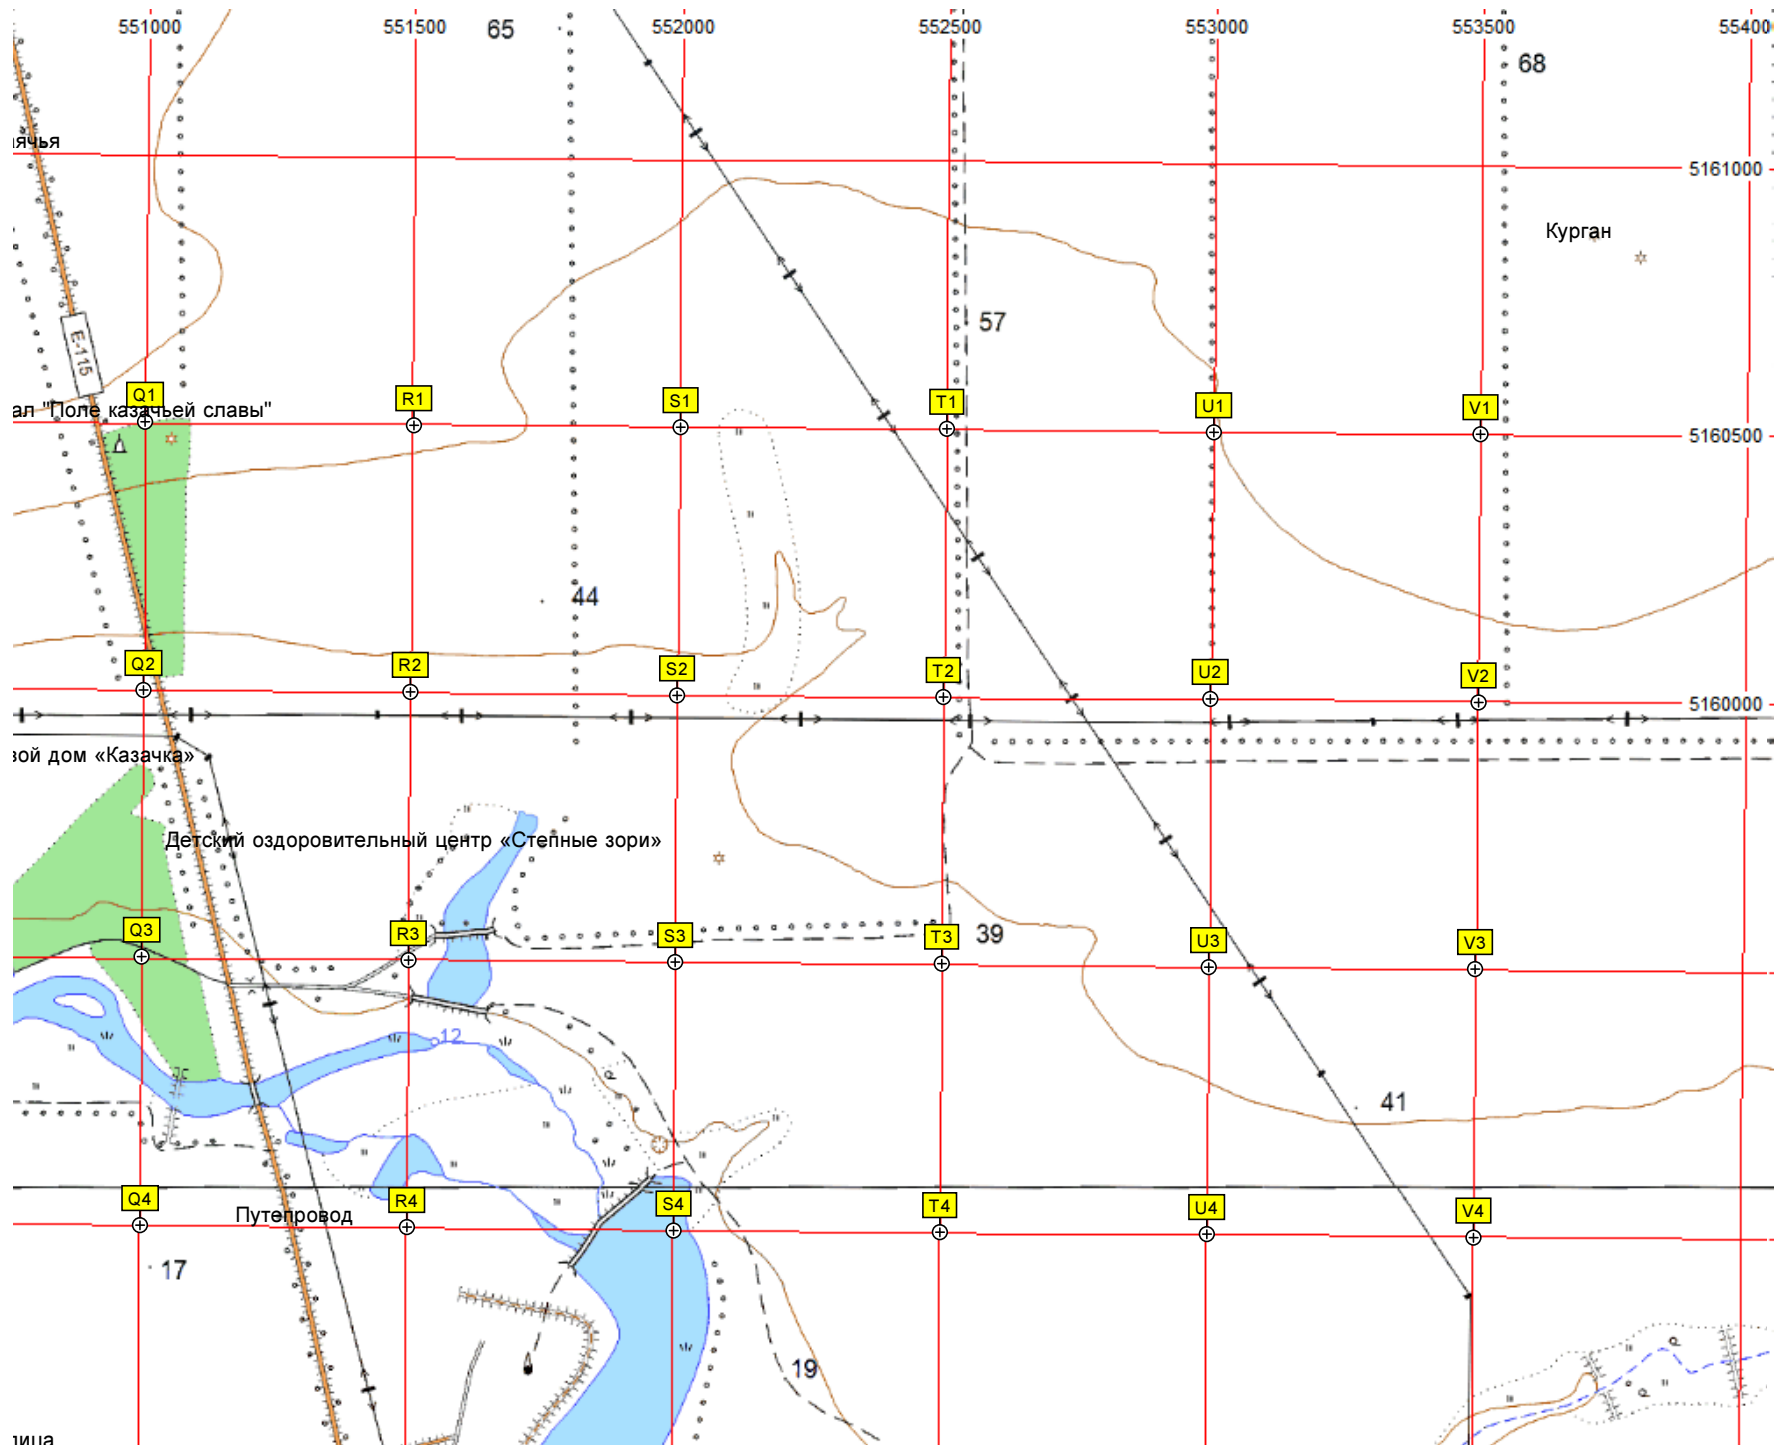 551000 551500 65 552000 552500 553000 553500 55400
68
ячья
5161000
Курган
57
E-115
Q1 R1 S1 T1 U1 V1
ал "Поле казачьей славы"
5160500
44
Q2 R2 S2 T2 U2 V2
5160000
вой дом «Казачка»
Детский оздоровительный центр «Степные зори»
Q3 R3 S3 T3 39 U3 V3
12
41
Q4 R4 S4 T4 U4 V4
Путепровод
17
19
дица